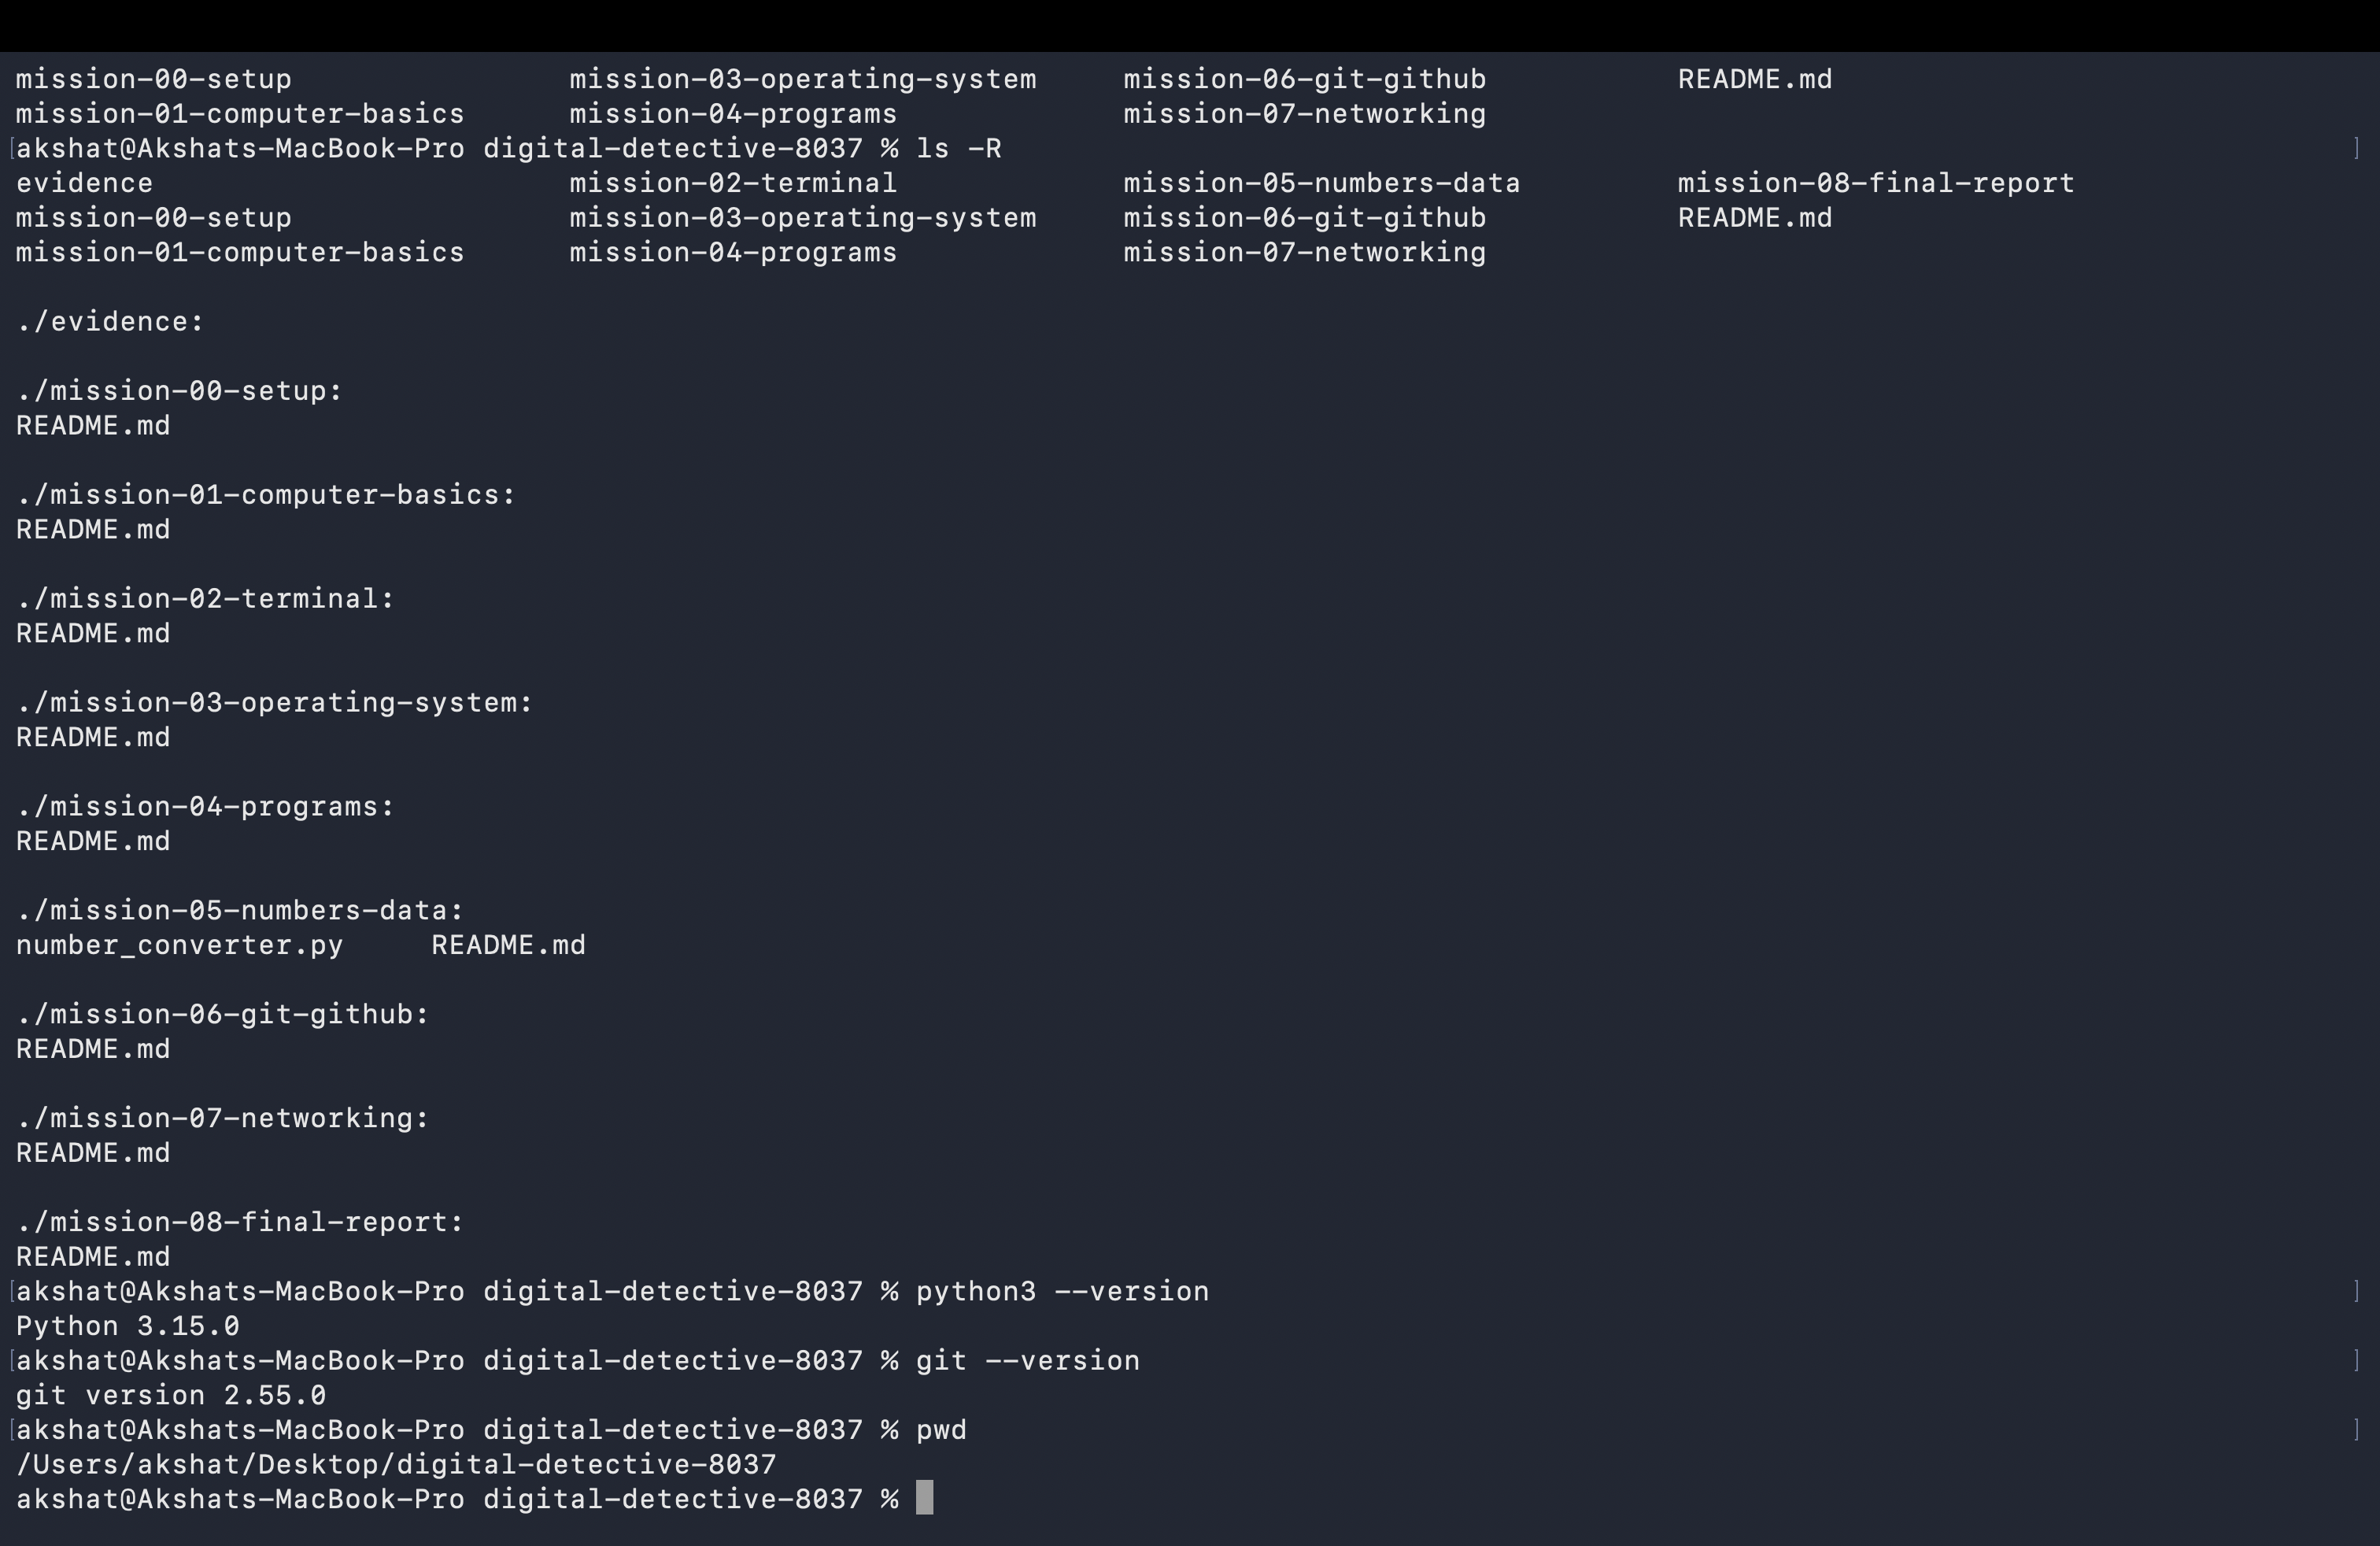 mission-00-setup mission-03-operating-system mission-06-git-github README.md
mission-01-computer-basics mission-04-programs mission-07-networking
[akshat@Akshats-MacBook-Pro digital-detective-8037 % ls -R ]
evidence mission-02-terminal mission-05-numbers-data mission-08-final-report
mission-00-setup mission-03-operating-system mission-06-git-github README.md
mission-01-computer-basics mission-04-programs mission-07-networking
./evidence:
./mission-00-setup:
README.md
./mission-01-computer-basics:
README.md
./mission-02-terminal:
README.md
./mission-03-operating-system:
README.md
./mission-04-programs:
README.md
./mission-05-numbers-data:
number_converter.py README.md
./mission-06-git-github:
README.md
./mission-07-networking:
README.md
./mission-08-final-report:
README.md
[akshat@Akshats-MacBook-Pro digital-detective-8037 % python3 --version ]
Python 3.15.0
[akshat@Akshats-MacBook-Pro digital-detective-8037 % git --version ]
git version 2.55.0
[akshat@Akshats-MacBook-Pro digital-detective-8037 % pwd ]
/Users/akshat/Desktop/digital-detective-8037
akshat@Akshats-MacBook-Pro digital-detective-8037 %